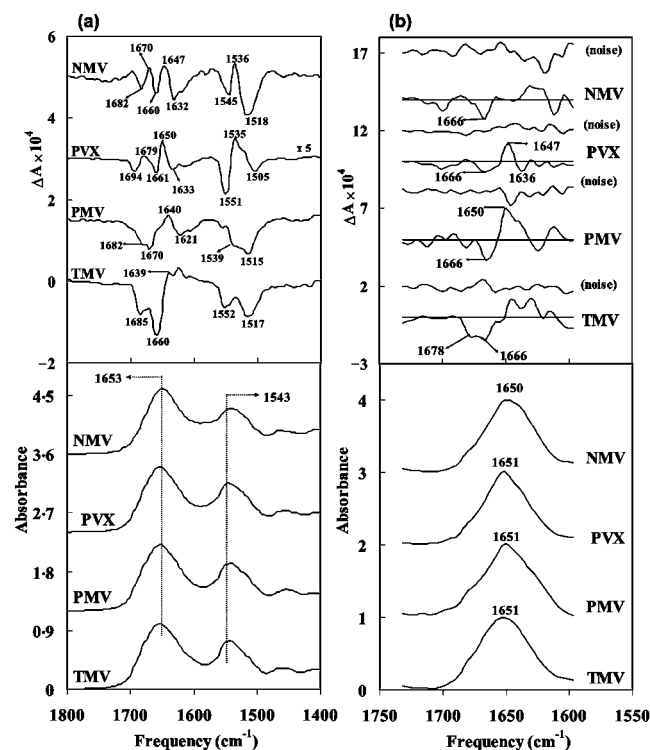 (a)
6
4
2
0
−2
ΔA × 10⁴
NMV
1670
1647
1536
1682
1660
1632
1545
1518
PVX
1679
1650
1535
x 5
1694
1661
1633
1551
1505
PMV
1640
1682
1670
1621
1539
1515
TMV
1639
1685
1660
1552
1517
1653
1543
4·5
3·6
2·7
1·8
0·9
0
Absorbance
NMV
PVX
PMV
TMV
1800
1700
1600
1500
1400
Frequency (cm⁻¹)
(b)
17
12
7
2
−3
ΔA × 10⁴
(noise)
NMV
1666
(noise)
PVX
1647
1666
1636
(noise)
1650
PMV
1666
(noise)
TMV
1678
1666
4
3
2
1
0
Absorbance
1650
NMV
1651
PVX
1651
PMV
1651
TMV
1750
1650
1600
1550
Frequency (cm⁻¹)